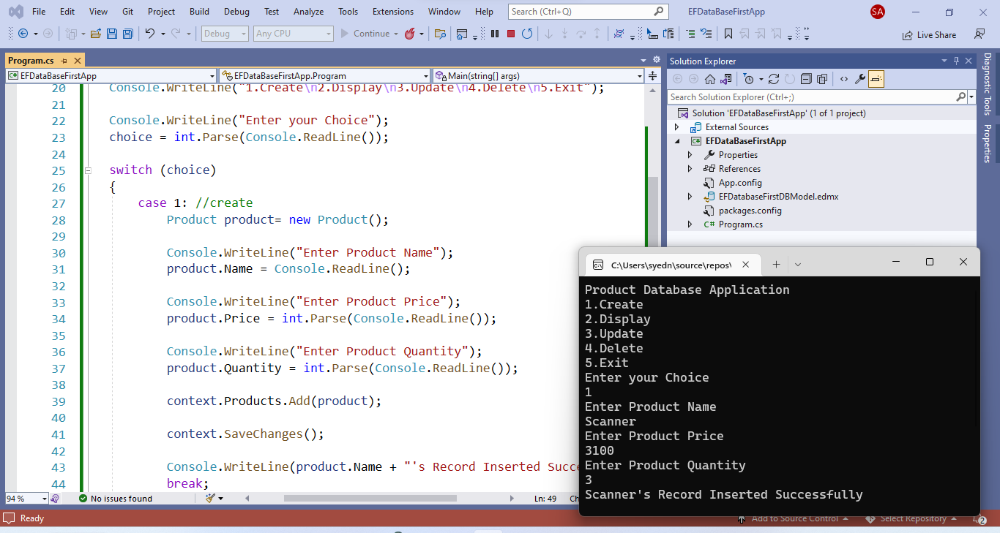 File Edit View Git Project Build Debug Test Analyze Tools Extensions Window Help Search (Ctrl+Q) EFDataBaseFirstApp SA
Debug Any CPU Continue Live Share
Program.cs
EFDataBaseFirstApp EFDataBaseFirstApp.Program Main(string[] args)
20 Console.WriteLine("1.Create\n2.Display\n3.Update\n4.Delete\n5.Exit");
21
22 Console.WriteLine("Enter your Choice");
23 choice = int.Parse(Console.ReadLine());
24
25 switch (choice)
26 {
27 case 1: //create
28 Product product= new Product();
29
30 Console.WriteLine("Enter Product Name");
31 product.Name = Console.ReadLine();
32
33 Console.WriteLine("Enter Product Price");
34 product.Price = int.Parse(Console.ReadLine());
35
36 Console.WriteLine("Enter Product Quantity");
37 product.Quantity = int.Parse(Console.ReadLine());
38
39 context.Products.Add(product);
40
41 context.SaveChanges();
42
43 Console.WriteLine(product.Name + "'s Record Inserted Succe
44 break;
94 % No issues found Ln: 49 Ch
Solution Explorer
Search Solution Explorer (Ctrl+;)
Solution 'EFDataBaseFirstApp' (1 of 1 project)
External Sources
C# EFDataBaseFirstApp
Properties
References
App.config
EFDatabaseFirstDBModel.edmx
packages.config
C# Program.cs
Diagnostic Tools
Properties
C:\Users\syedn\source\repos\
Product Database Application
1.Create
2.Display
3.Update
4.Delete
5.Exit
Enter your Choice
1
Enter Product Name
Scanner
Enter Product Price
3100
Enter Product Quantity
3
Scanner's Record Inserted Successfully
Ready Add to Source Control Select Repository 2